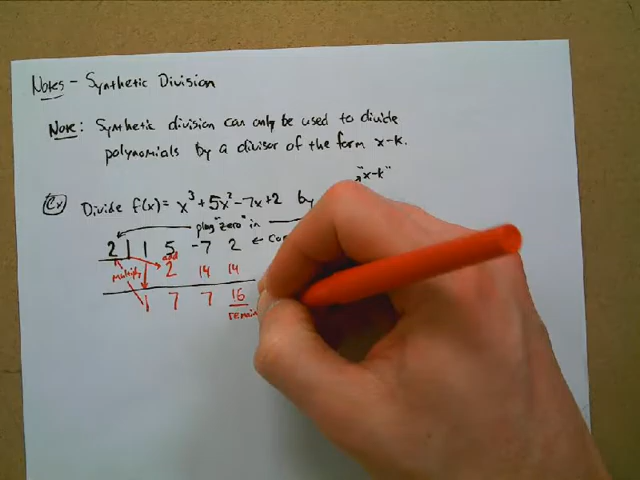 Notes - Synthetic Division
Note: Synthetic division can only be used to divide
polynomials by a divisor of the form x-k.
"x-k"
Ex Divide f(x) = x³ + 5x² - 7x + 2 by
plug "zero" in
2 1 5 -7 2 ←
add
multiply 2 14 14
1 7 7 16